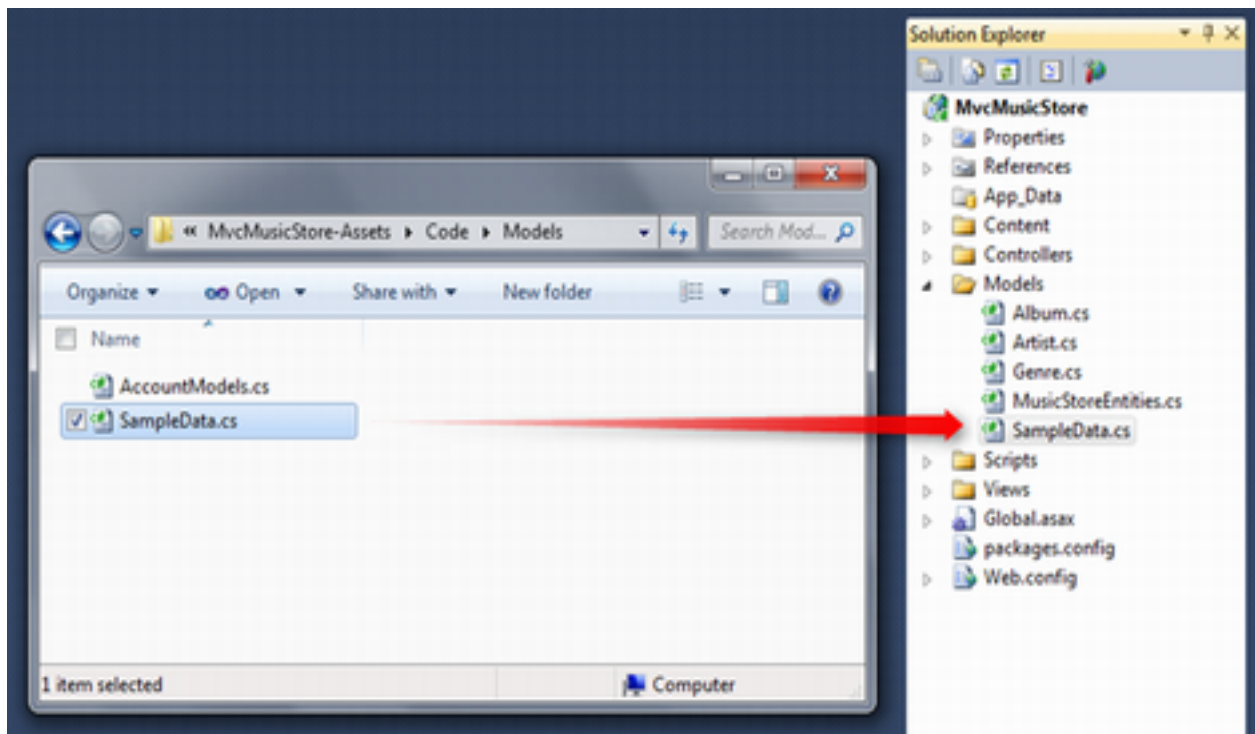 Solution Explorer
MvcMusicStore
Properties
References
App_Data
Content
Controllers
Models
Album.cs
Artist.cs
Genre.cs
MusicStoreEntities.cs
SampleData.cs
Scripts
Views
Global.asax
packages.config
Web.config
« MvcMusicStore-Assets Code Models Search Mod...
Organize Open Share with New folder
Name
AccountModels.cs
SampleData.cs
1 item selected Computer